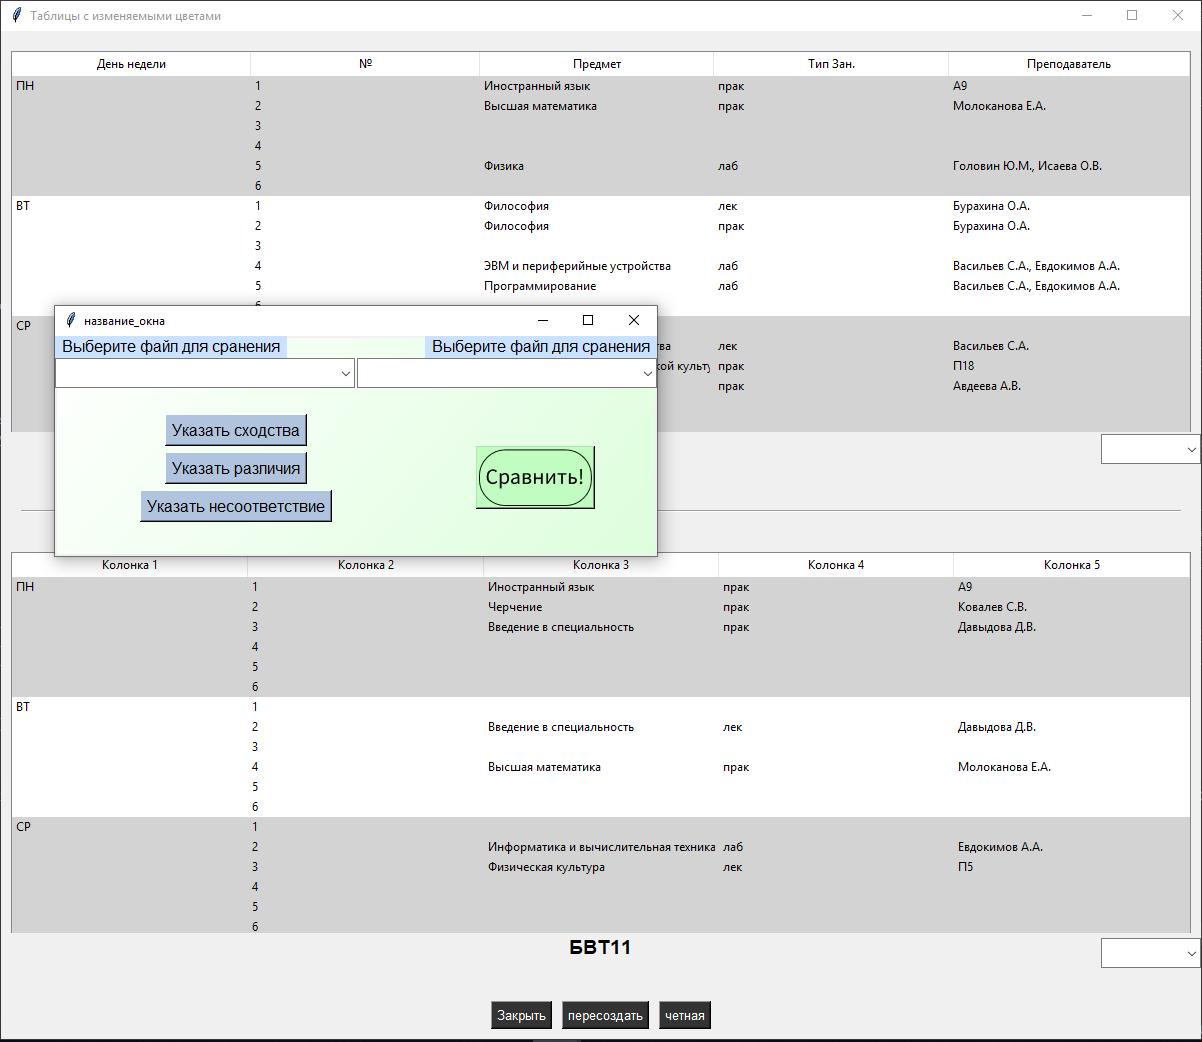 Таблицы с изменяемыми цветами
День недели № Предмет Тип Зан. Преподаватель
ПН 1 Иностранный язык прак А9
2 Высшая математика прак Молоканова Е.А.
3
4
5 Физика лаб Головин Ю.М., Исаева О.В.
6
ВТ 1 Философия лек Бурахина О.А.
2 Философия прак Бурахина О.А.
3
4 ЭВМ и периферийные устройства лаб Васильев С.А., Евдокимов А.А.
5 Программирование лаб Васильев С.А., Евдокимов А.А.
СР
лек Васильев С.А.
кой культу прак П18
прак Авдеева А.В.
название_окна
Выберите файл для сранения Выберите файл для сранения
Указать сходства
Указать различия
Указать несоответствие
Сравнить!
Колонка 1 Колонка 2 Колонка 3 Колонка 4 Колонка 5
ПН 1 Иностранный язык прак А9
2 Черчение прак Ковалев С.В.
3 Введение в специальность прак Давыдова Д.В.
4
5
6
ВТ 1
2 Введение в специальность лек Давыдова Д.В.
3
4 Высшая математика прак Молоканова Е.А.
5
6
СР 1
2 Информатика и вычислительная техника лаб Евдокимов А.А.
3 Физическая культура лек П5
4
5
6
БВТ11
Закрыть пересоздать четная